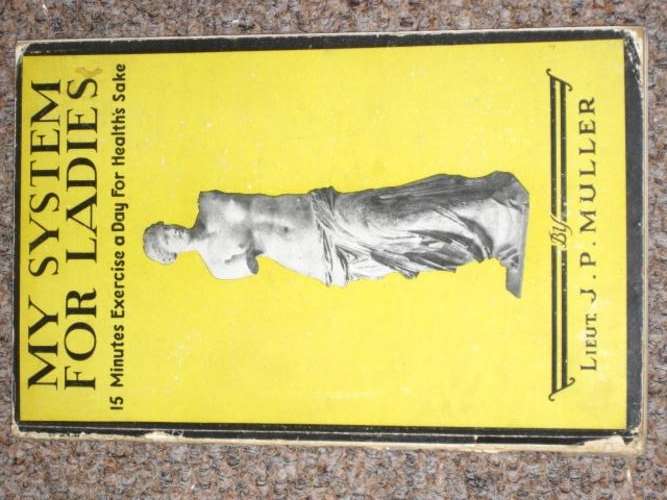 MY SYSTEM
FOR LADIES
15 Minutes Exercise a Day For Health's Sake
By
LIEUT. J. P. MULLER